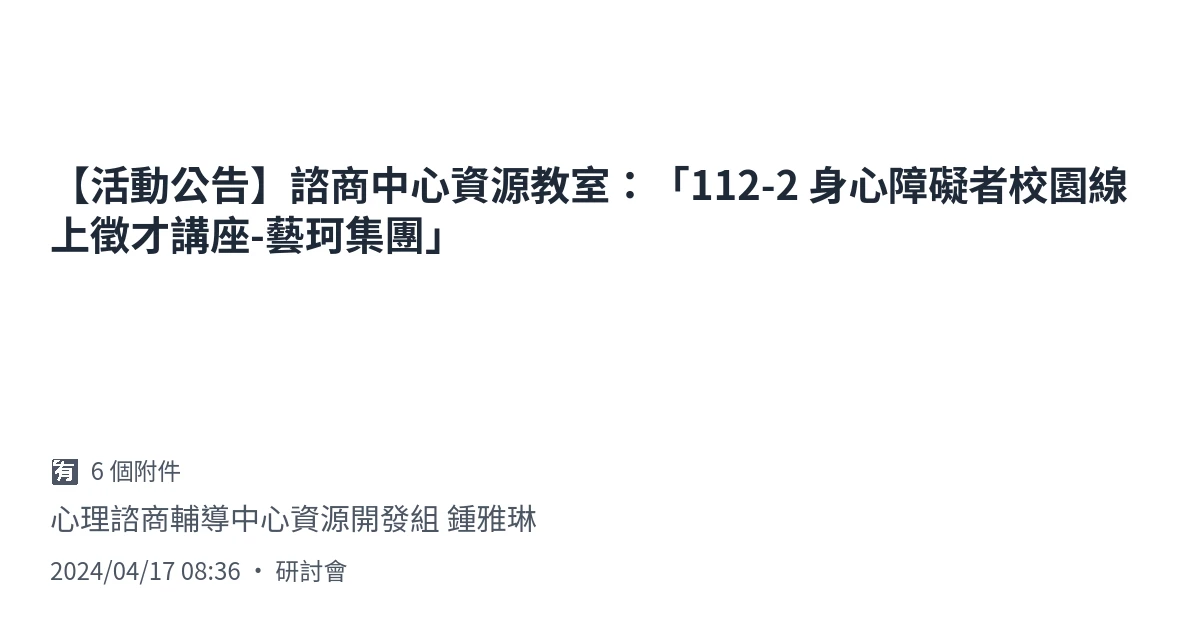 【活動公告】諮商中心資源教室：「112-2 身心障礙者校園線
上徵才講座-藝珂集團」
🈶 6 個附件
心理諮商輔導中心資源開發組 鍾雅琳
2024/04/17 08:36 • 研討會